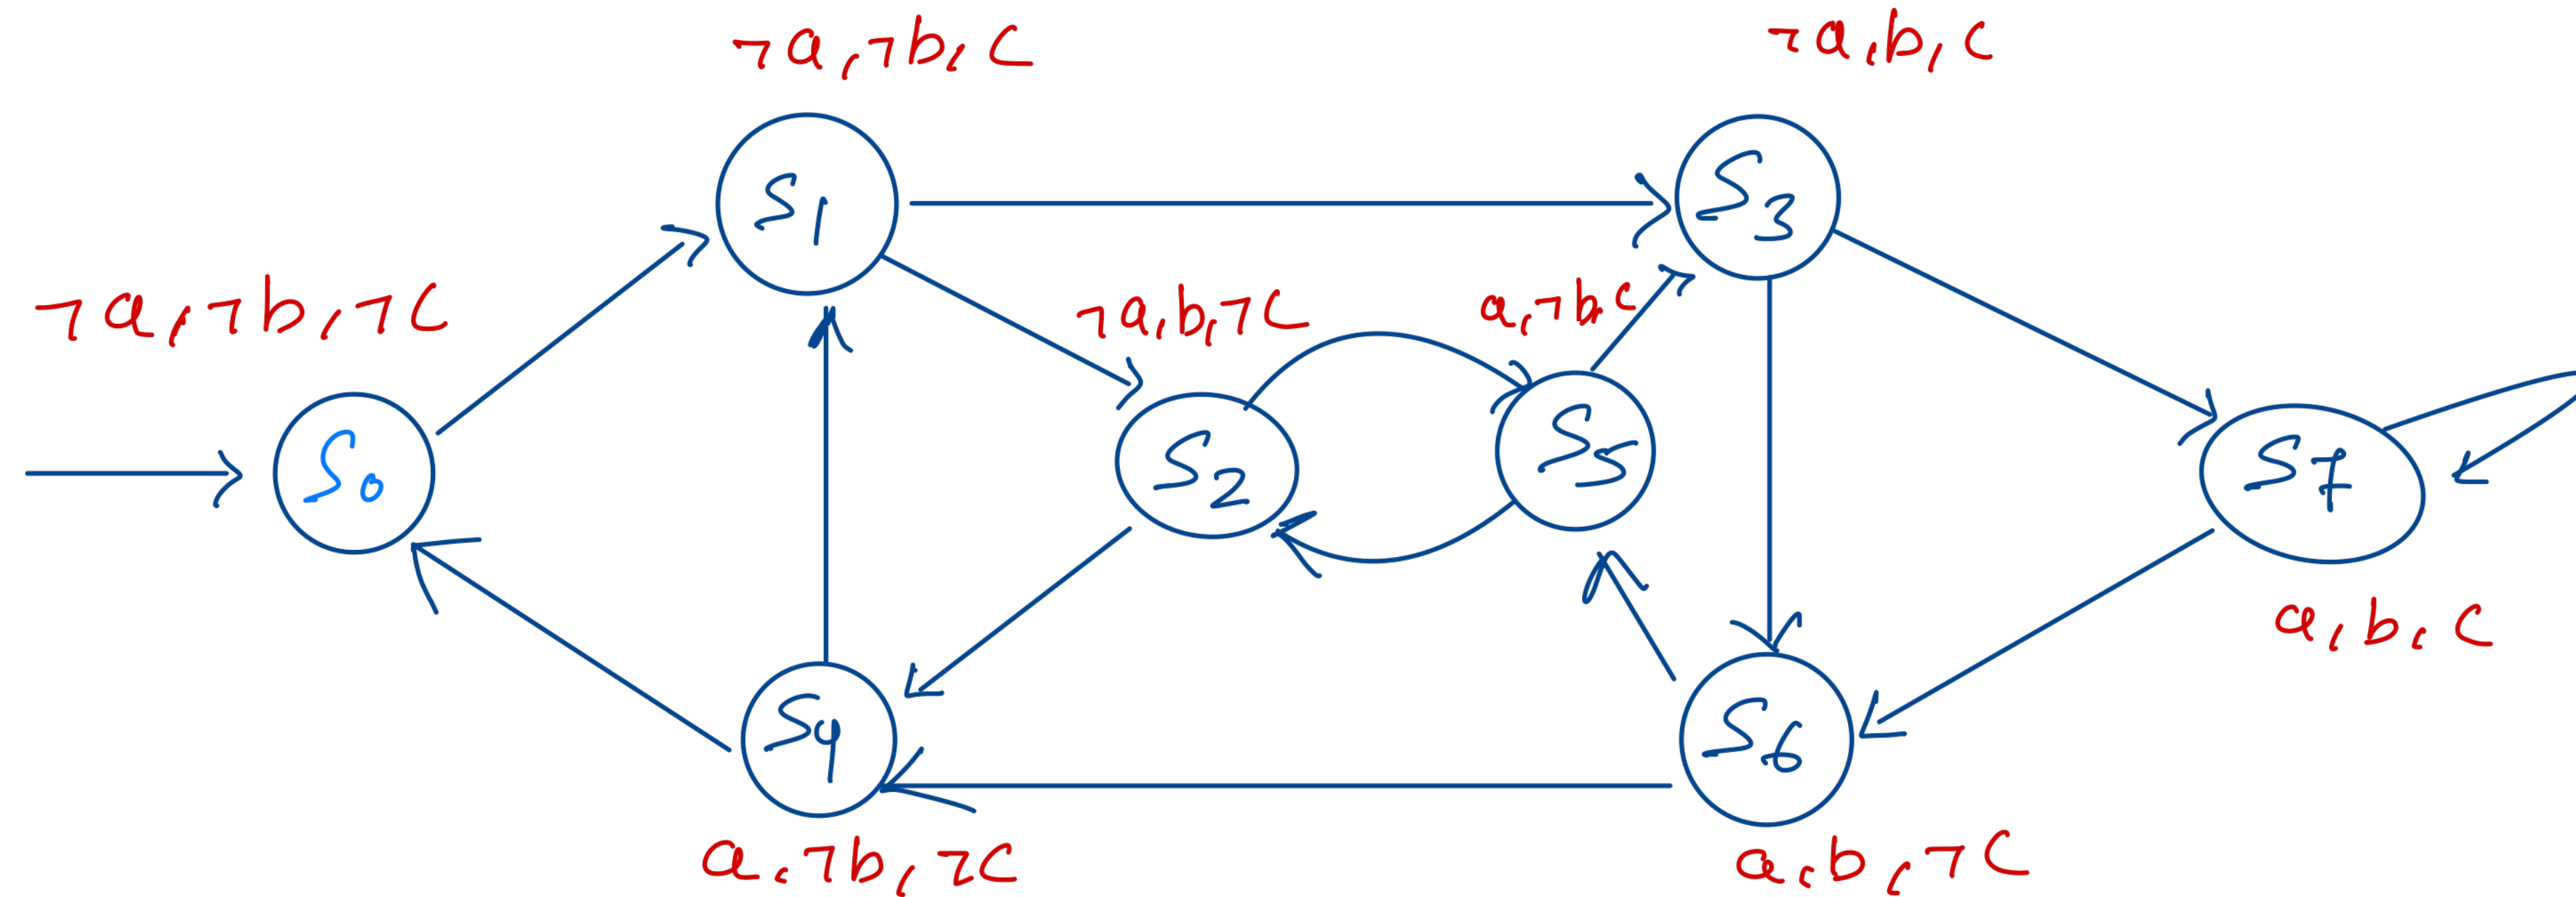 ¬a,¬b,c
¬a,b,c
S1
S3
¬a,¬b,¬c
¬a,b,¬c
a,¬b,c
S0
S2
S5
S7
a,b,c
S4
S6
a,¬b,¬c
a,b,¬c